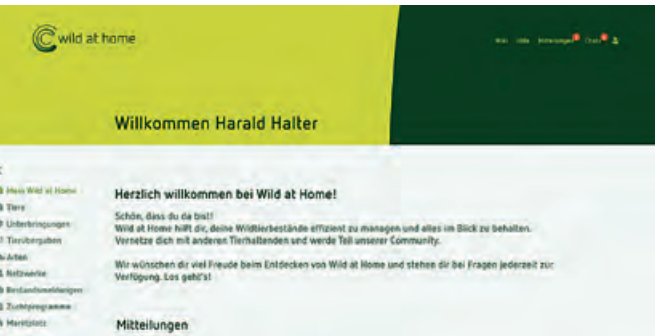 wild at home
Hilfe Mitteilungen Chats
Willkommen Harald Halter
Mein Wild at Home
Tiere
Unterbringungen
Tierübergaben
Arten
Netzwerke
Bestandsmeldungen
Zuchtprogramme
Marktplatz
Herzlich willkommen bei Wild at Home!
Schön, dass du da bist!
Wild at Home hilft dir, deine Wildtierbestände effizient zu managen und alles im Blick zu behalten.
Vernetze dich mit anderen Tierhaltenden und werde Teil unserer Community.
Wir wünschen dir viel Freude beim Entdecken von Wild at Home und stehen dir bei Fragen jederzeit zur
Verfügung. Los geht's!
Mitteilungen